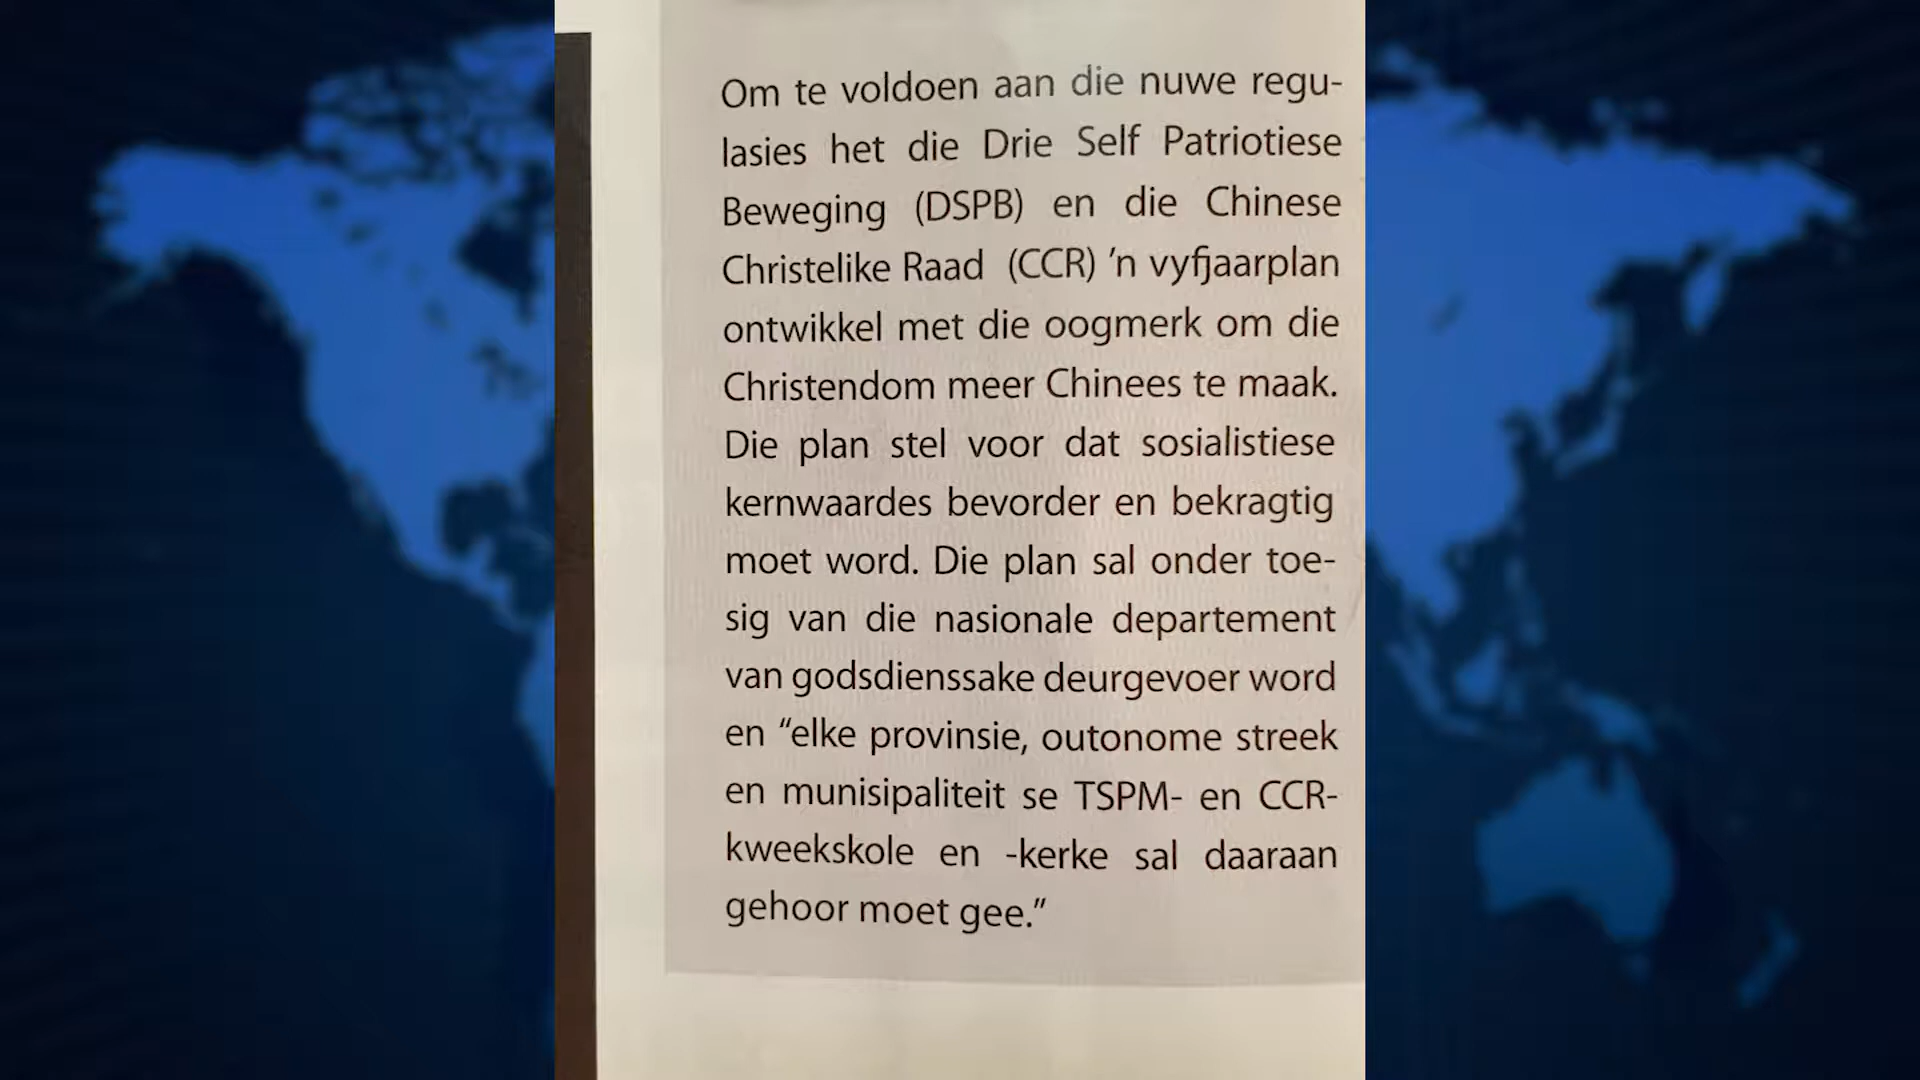 Om te voldoen aan die nuwe regu-
lasies het die Drie Self Patriotiese
Beweging (DSPB) en die Chinese
Christelike Raad (CCR) 'n vyfjaarplan
ontwikkel met die oogmerk om die
Christendom meer Chinees te maak.
Die plan stel voor dat sosialistiese
kernwaardes bevorder en bekragtig
moet word. Die plan sal onder toe-
sig van die nasionale departement
van godsdienssake deurgevoer word
en “elke provinsie, outonome streek
en munisipaliteit se TSPM- en CCR-
kweekskole en -kerke sal daaraan
gehoor moet gee.”